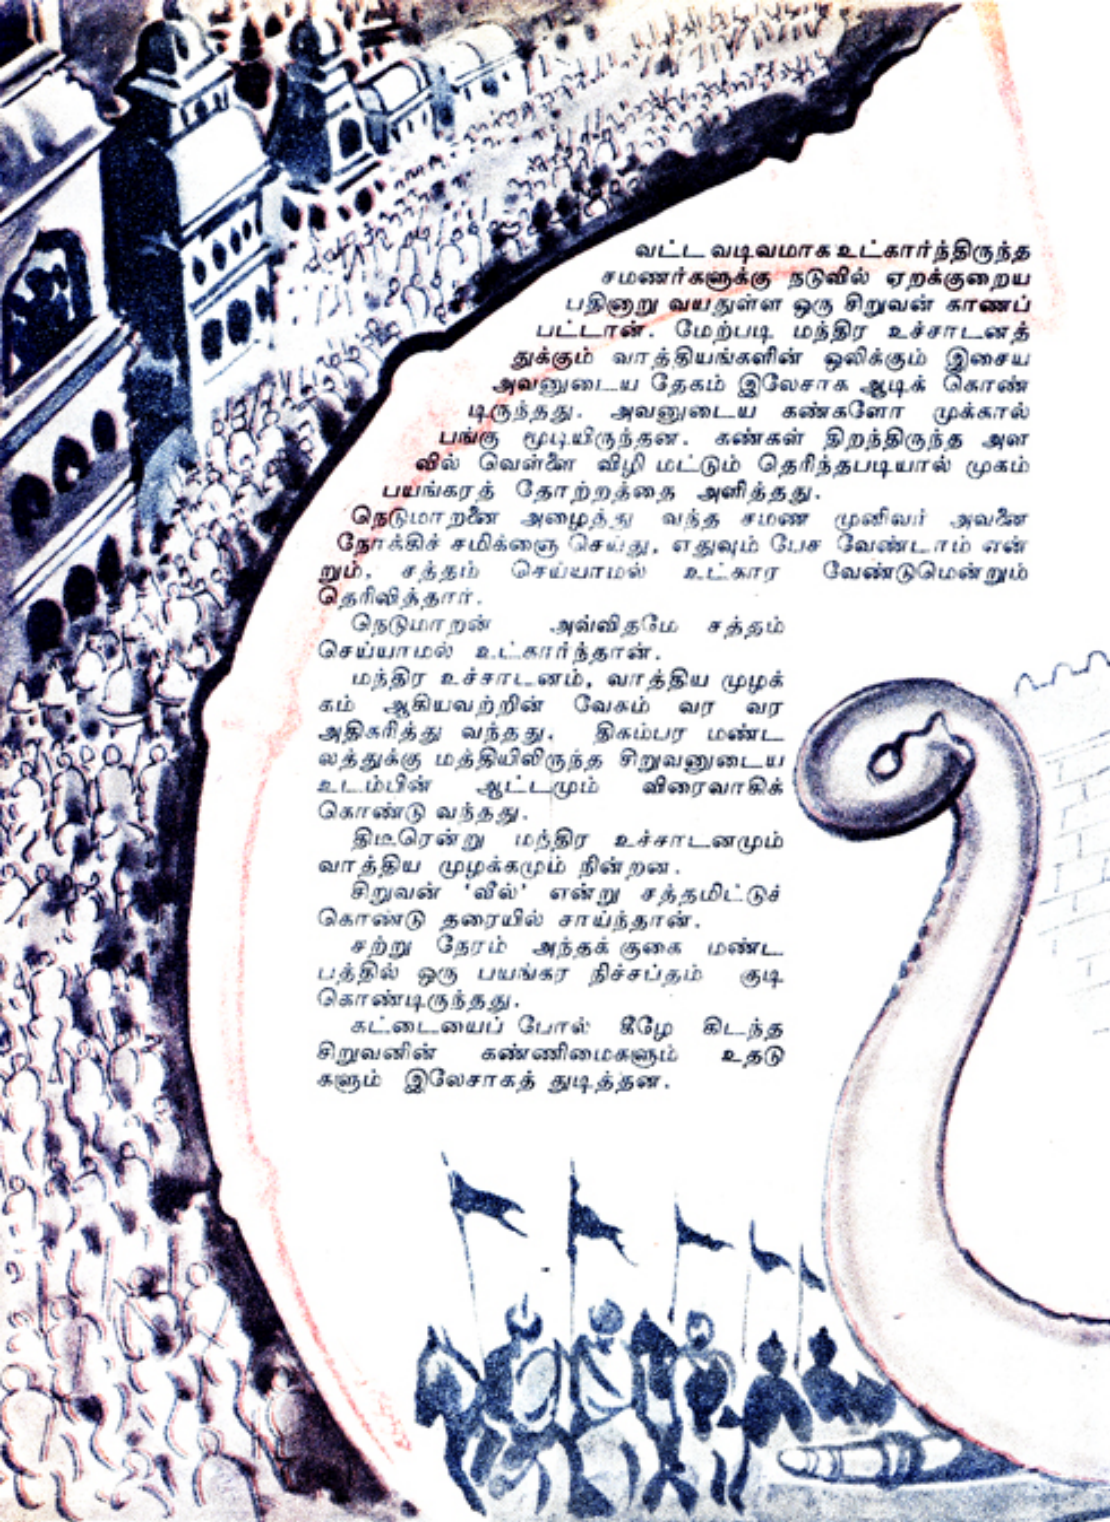 வட்ட வடிவமாக உட்கார்ந்திருந்த
சமணர்களுக்கு நடுவில் ஏறக்குறைய
பதினாறு வயதுள்ள ஒரு சிறுவன் காணப்
பட்டான். மேற்படி மந்திர உச்சாடனத்
துக்கும் வாத்தியங்களின் ஒலிக்கும் இசைய
அவனுடைய தேகம் இலேசாக ஆடிக் கொண்
டிருந்தது. அவனுடைய கண்களோ முக்கால்
பங்கு மூடியிருந்தன. கண்கள் திறந்திருந்த அள
வில் வெள்ளை விழி மட்டும் தெரிந்தபடியால் முகம்
பயங்கரத் தோற்றத்தை அளித்தது.
நெடுமாறனை அழைத்து வந்த சமண முனிவர் அவனை
நோக்கிச் சமிக்ஞை செய்து, எதுவும் பேச வேண்டாம் என்
றும், சத்தம் செய்யாமல் உட்கார வேண்டுமென்றும்
தெரிவித்தார்.
நெடுமாறன் அவ்விதமே சத்தம்
செய்யாமல் உட்கார்ந்தான்.
மந்திர உச்சாடனம், வாத்திய முழக்
கம் ஆகியவற்றின் வேகம் வர வர
அதிகரித்து வந்தது. திகம்பர மண்ட
லத்துக்கு மத்தியிலிருந்த சிறுவனுடைய
உடம்பின் ஆட்டமும் விரைவாகிக்
கொண்டு வந்தது.
திடீரென்று மந்திர உச்சாடனமும்
வாத்திய முழக்கமும் நின்றன.
சிறுவன் 'வீல்' என்று சத்தமிட்டுக்
கொண்டு தரையில் சாய்ந்தான்.
சற்று நேரம் அந்தக் குகை மண்ட
பத்தில் ஒரு பயங்கர நிச்சப்தம் குடி
கொண்டிருந்தது.
கட்டையைப் போல் கீழே கிடந்த
சிறுவனின் கண்ணிமைகளும் உதடு
களும் இலேசாகத் துடித்தன.